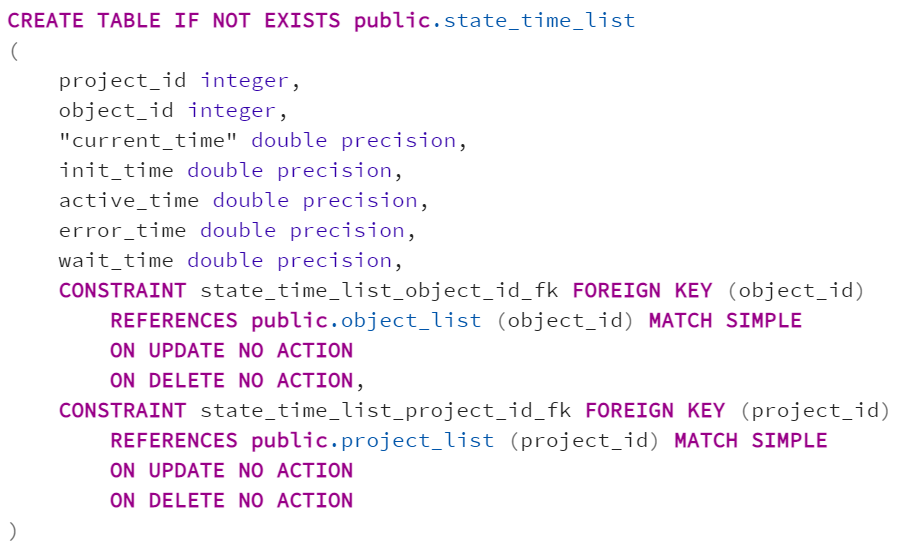 CREATE TABLE IF NOT EXISTS public.state_time_list
(
    project_id integer,
    object_id integer,
    "current_time" double precision,
    init_time double precision,
    active_time double precision,
    error_time double precision,
    wait_time double precision,
    CONSTRAINT state_time_list_object_id_fk FOREIGN KEY (object_id)
        REFERENCES public.object_list (object_id) MATCH SIMPLE
        ON UPDATE NO ACTION
        ON DELETE NO ACTION,
    CONSTRAINT state_time_list_project_id_fk FOREIGN KEY (project_id)
        REFERENCES public.project_list (project_id) MATCH SIMPLE
        ON UPDATE NO ACTION
        ON DELETE NO ACTION
)